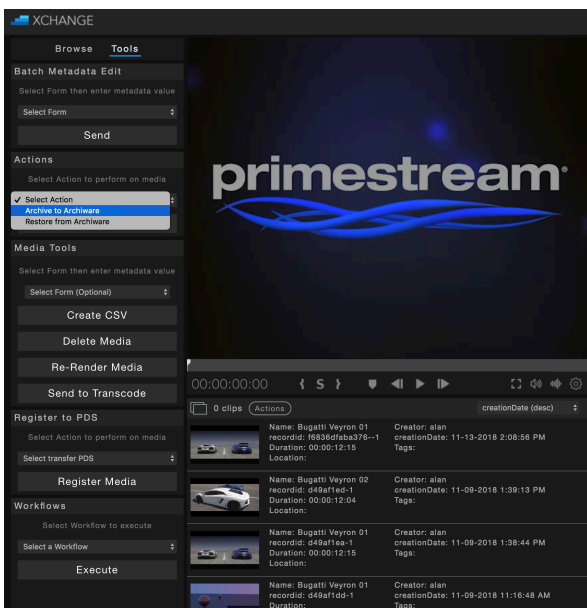 XCHANGE
Browse Tools
Batch Metadata Edit
Select Form then enter metadata value
Select Form
Send
Actions
Select Action to perform on media
Select Action
Archive to Archiware
Restore from Archiware
Media Tools
Select Form then enter metadata value
Select Form (Optional)
Create CSV
Delete Media
Re-Render Media
Send to Transcode
Register to PDS
Select Action to perform on media
Select transfer PDS
Register Media
Workflows
Select Workflow to execute
Select a Workflow
Execute
primestream®
00:00:00:00 { S }
0 clips Actions creationDate (desc)
Name: Bugatti Veyron 01 Creator: alan
recordid: f6836dfaba376--1 creationDate: 11-13-2018 2:08:56 PM
Duration: 00:00:12:15 Tags:
Location:
Name: Bugatti Veyron 02 Creator: alan
recordid: d49af1ed-1 creationDate: 11-09-2018 1:39:13 PM
Duration: 00:00:12:04 Tags:
Location:
Name: Bugatti Veyron 01 Creator: alan
recordid: d49af1ea-1 creationDate: 11-09-2018 1:38:44 PM
Duration: 00:00:12:15 Tags:
Location:
Name: Bugatti Veyron 01 Creator: alan
recordid: d49af1dd-1 creationDate: 11-09-2018 11:16:48 AM
Duration: Tags: